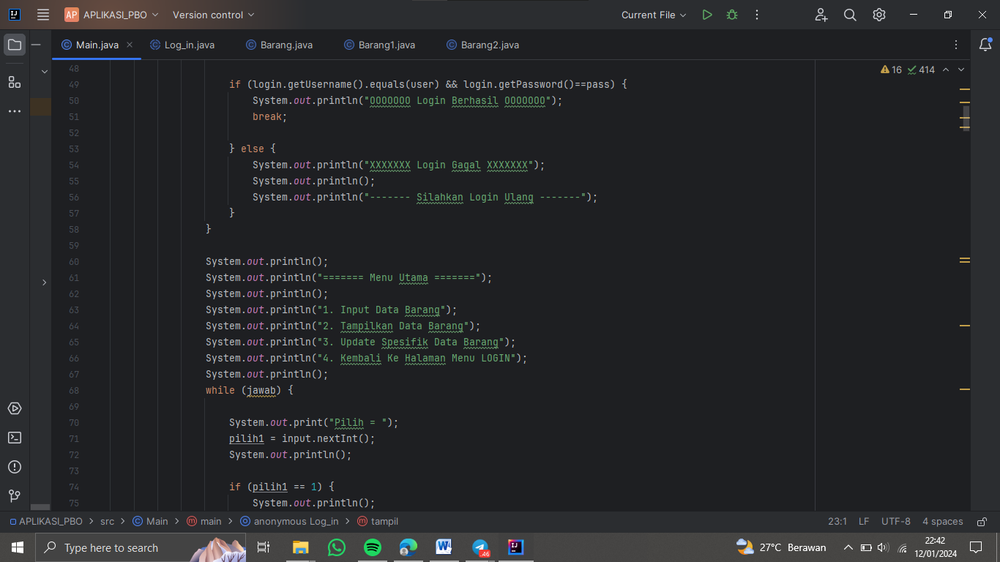 AP APLIKASI_PBO Version control Current File
Main.java Log_in.java Barang.java Barang1.java Barang2.java
48
16 414
49 if (login.getUsername().equals(user) && login.getPassword()==pass) {
50 System.out.println("OOOOOOO Login Berhasil OOOOOOO");
51 break;
52
53 } else {
54 System.out.println("XXXXXXX Login Gagal XXXXXXX");
55 System.out.println();
56 System.out.println("------- Silahkan Login Ulang -------");
57 }
58 }
59
60 System.out.println();
61 System.out.println("======= Menu Utama =======");
62 System.out.println();
63 System.out.println("1. Input Data Barang");
64 System.out.println("2. Tampilkan Data Barang");
65 System.out.println("3. Update Spesifik Data Barang");
66 System.out.println("4. Kembali Ke Halaman Menu LOGIN");
67 System.out.println();
68 while (jawab) {
69
70 System.out.print("Pilih = ");
71 pilih1 = input.nextInt();
72 System.out.println();
73
74 if (pilih1 == 1) {
75 System.out.println();
APLIKASI_PBO > src > Main > main > anonymous Log_in > tampil 23:1 LF UTF-8 4 spaces
Type here to search .46 27°C Berawan 22:42
12/01/2024